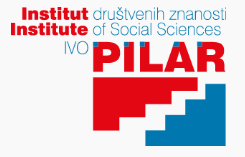 Institut društvenih znanosti
Institute of Social Sciences
IVO PILAR